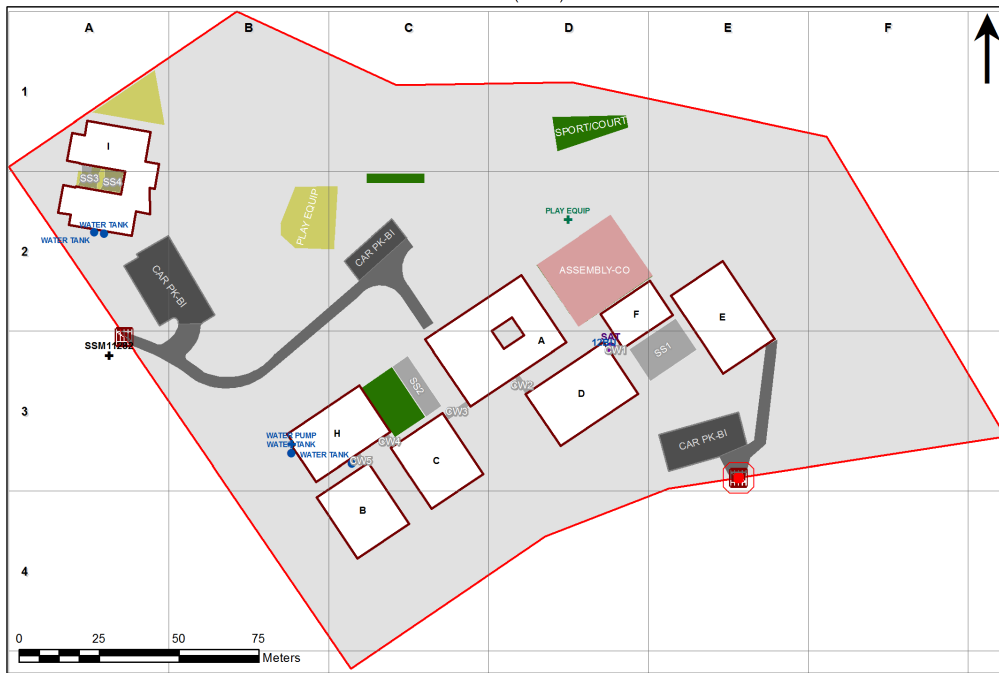 A B C D E F
1
SPORT/COURT
I
SS3 SS4
2
PLAY EQUIP
PLAY EQUIP
WATER TANK
WATER TANK
CAR PK-BI
CAR PK-BI
ASSEMBLY-CO
F
E
SAT
CW1
SS1
A
SSM11282
CW2
D
SS2
CW3
3
H
WATER PUMP
WATER TANK
WATER TANK
CW4
CW5
C
CAR PK-BI
B
4
0 25 50 75
Meters